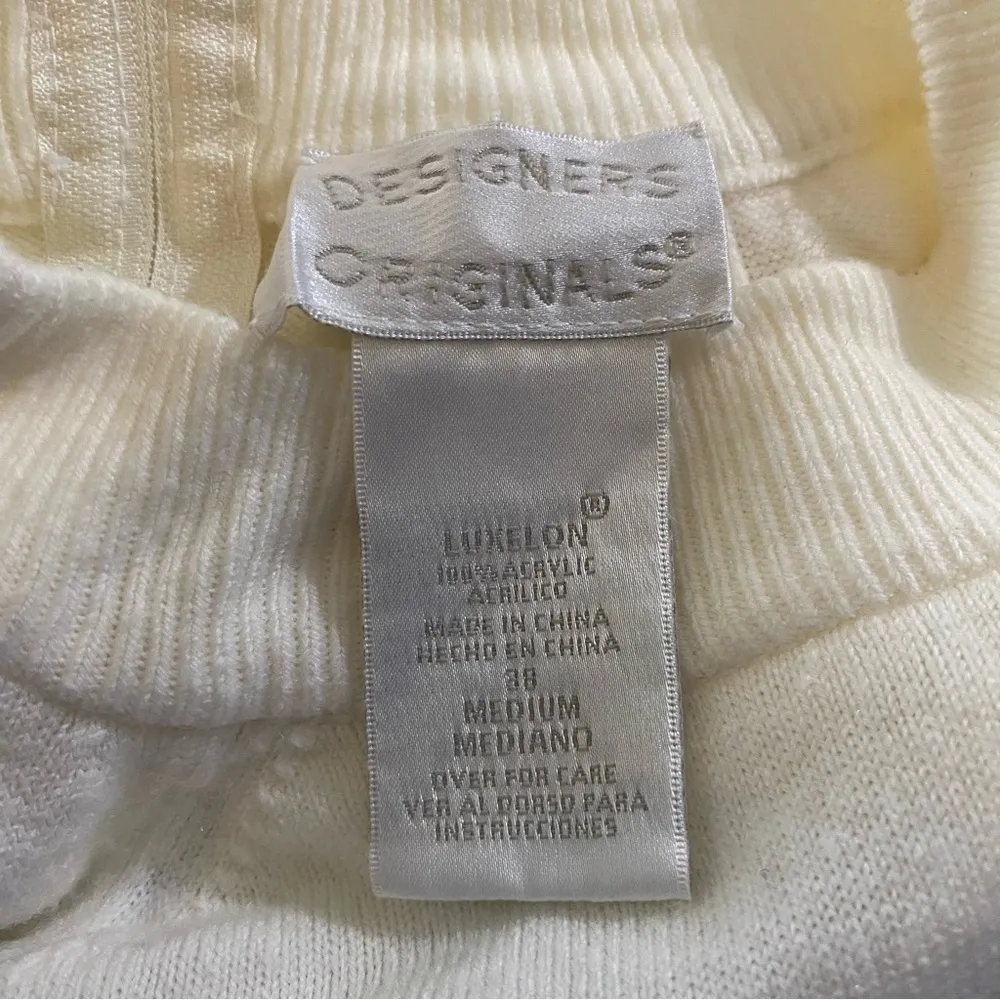 DESIGNERS
ORIGINALS®
LUXELON®
100% ACRYLIC
ACRILICO
MADE IN CHINA
HECHO EN CHINA
38
MEDIUM
MEDIANO
OVER FOR CARE
VER AL DORSO PARA
INSTRUCCIONES